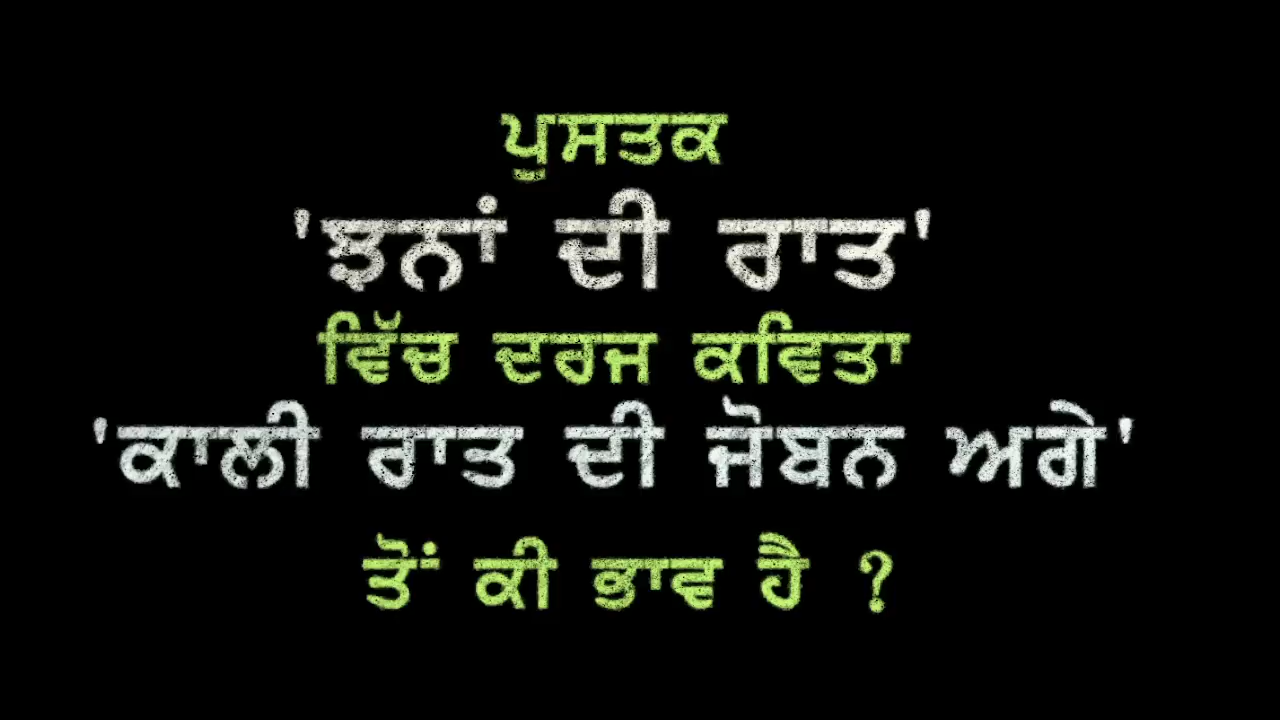 ਪੁਸਤਕ
'ਝਨਾਂ ਦੀ ਰਾਤ'
ਵਿੱਚ ਦਰਜ ਕਵਿਤਾ
'ਕਾਲੀ ਰਾਤ ਦੀ ਜੋਬਨ ਅਗੇ'
ਤੋਂ ਕੀ ਭਾਵ ਹੈ ?